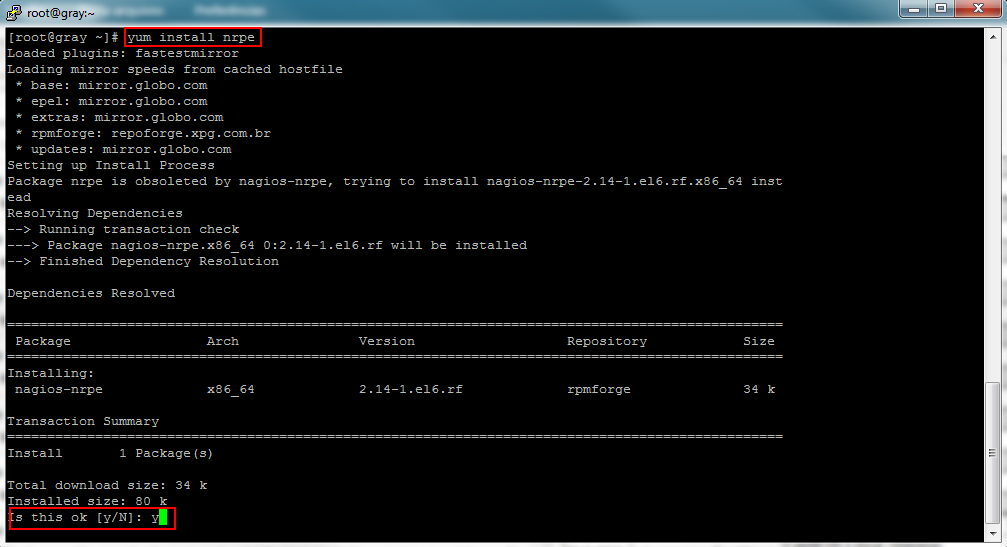 root@gray:~
[root@gray ~]# yum install nrpe
Loaded plugins: fastestmirror
Loading mirror speeds from cached hostfile
 * base: mirror.globo.com
 * epel: mirror.globo.com
 * extras: mirror.globo.com
 * rpmforge: repoforge.xpg.com.br
 * updates: mirror.globo.com
Setting up Install Process
Package nrpe is obsoleted by nagios-nrpe, trying to install nagios-nrpe-2.14-1.el6.rf.x86_64 inst
ead
Resolving Dependencies
--> Running transaction check
---> Package nagios-nrpe.x86_64 0:2.14-1.el6.rf will be installed
--> Finished Dependency Resolution
Dependencies Resolved
================================================================================================
 Package                 Arch               Version                   Repository            Size
================================================================================================
Installing:
 nagios-nrpe             x86_64             2.14-1.el6.rf             rpmforge              34 k
Transaction Summary
================================================================================================
Install       1 Package(s)
Total download size: 34 k
Installed size: 80 k
Is this ok [y/N]: y